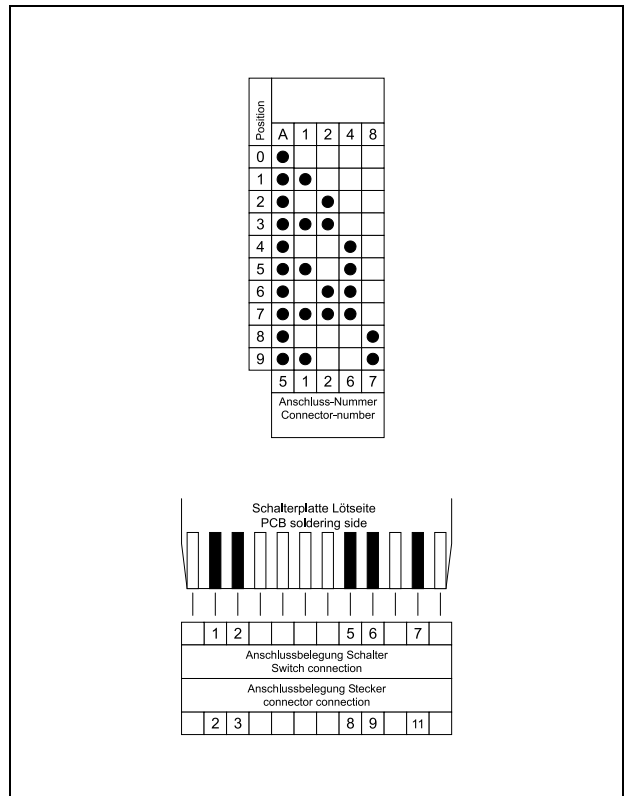 Position
A 1 2 4 8
0
1
2
3
4
5
6
7
8
9
5 1 2 6 7
Anschluss-Nummer
Connector-number
Schalterplatte Lötseite
PCB soldering side
1 2 5 6 7
Anschlussbelegung Schalter
Switch connection
Anschlussbelegung Stecker
connector connection
2 3 8 9 11